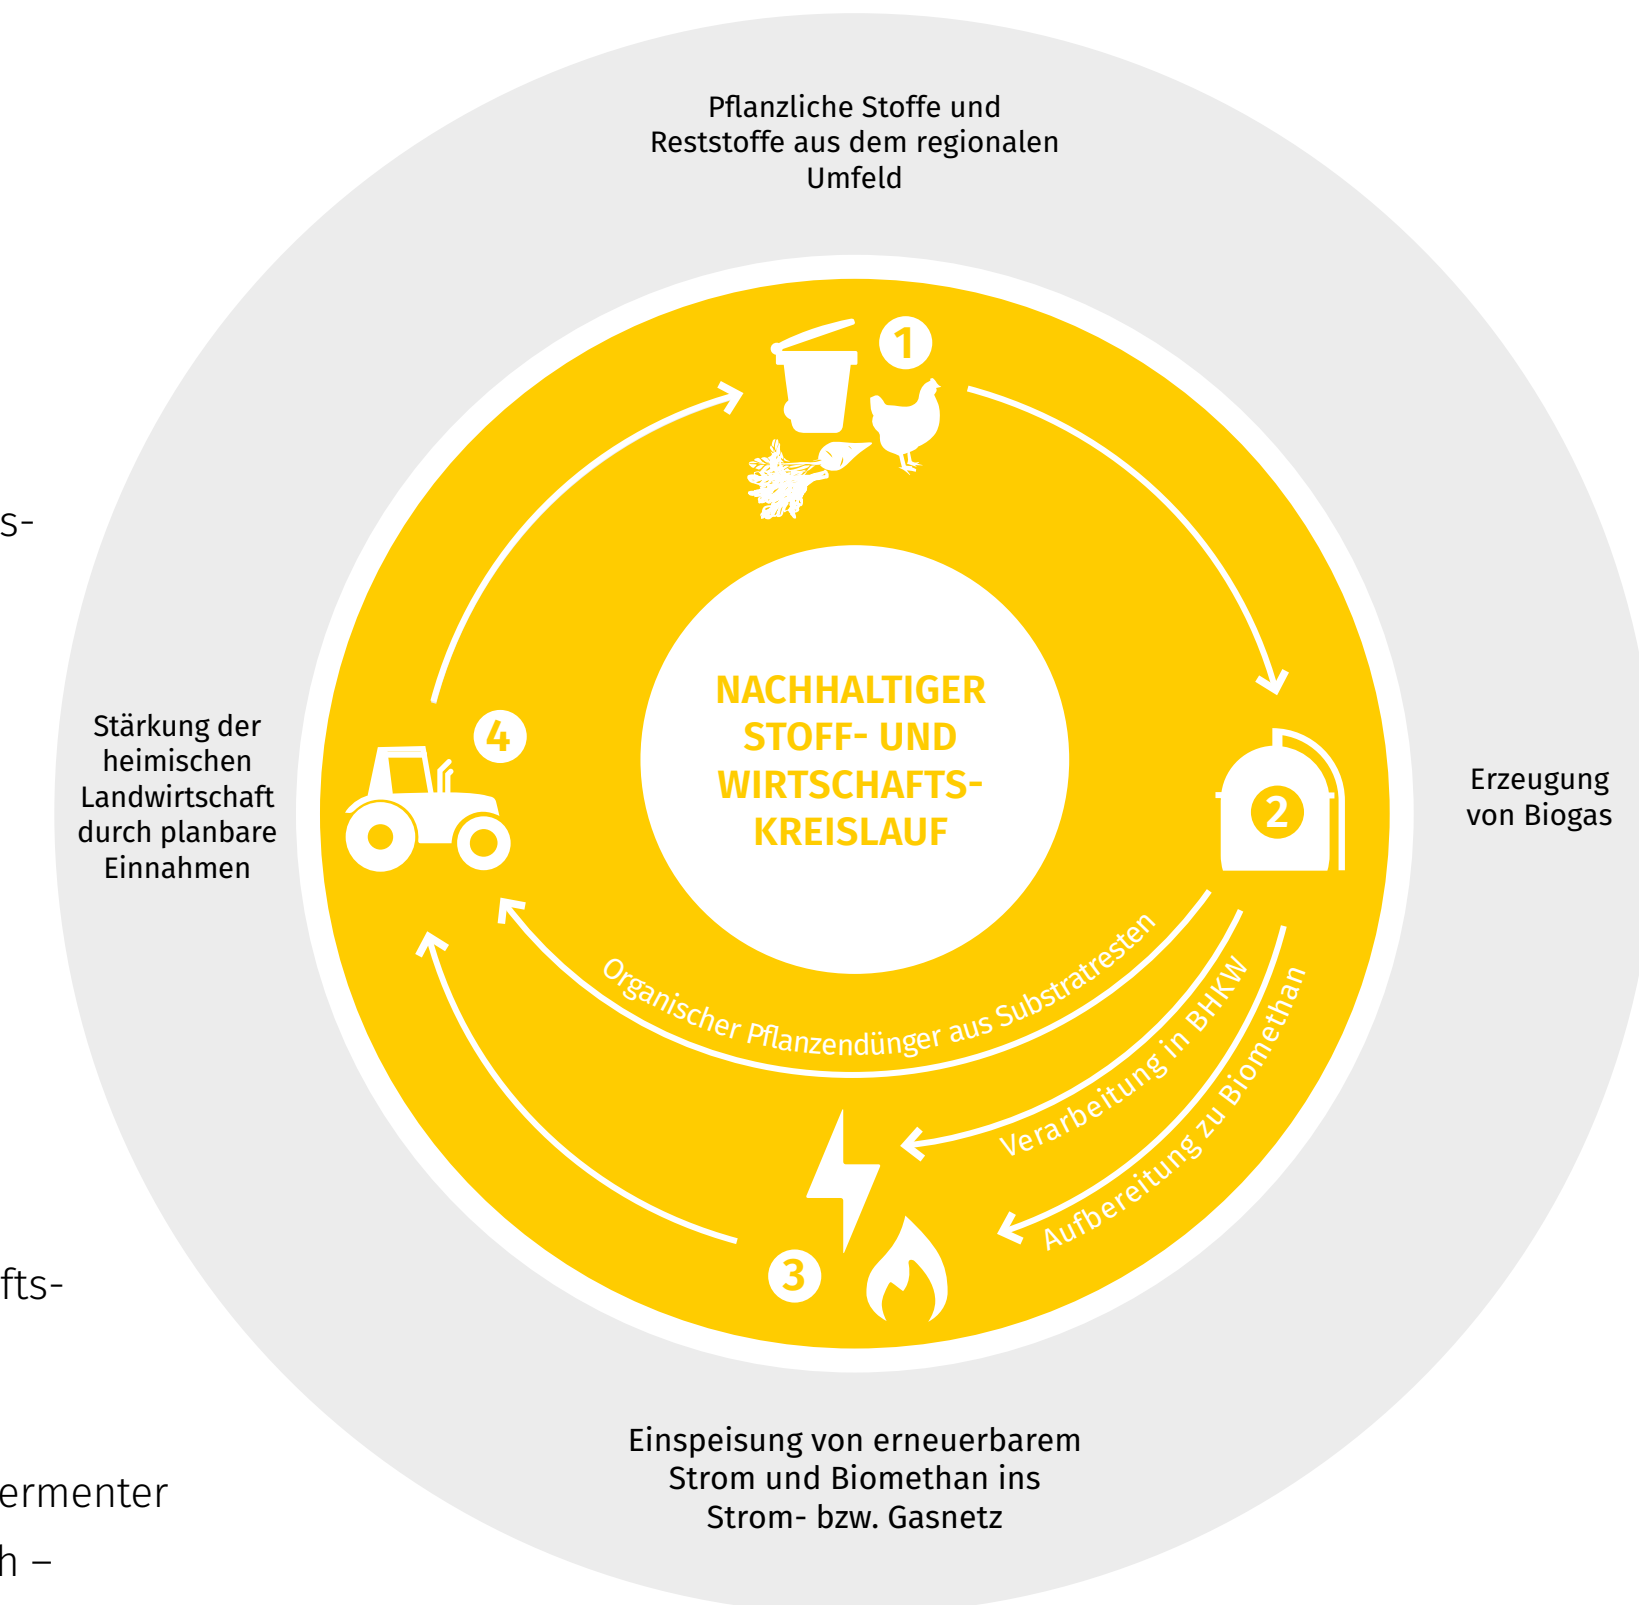 Pflanzliche Stoffe und
Reststoffe aus dem regionalen
Umfeld
1
s-
NACHHALTIGER
STOFF- UND
WIRTSCHAFTS-
KREISLAUF
4
Stärkung der
heimischen
Landwirtschaft
durch planbare
Einnahmen
2
Erzeugung
von Biogas
Organischer Pflanzendünger aus Substratresten
Verarbeitung in BHKW
Aufbereitung zu Biomethan
3
fts-
Einspeisung von erneuerbarem
Strom und Biomethan ins
Strom- bzw. Gasnetz
ermenter
h –